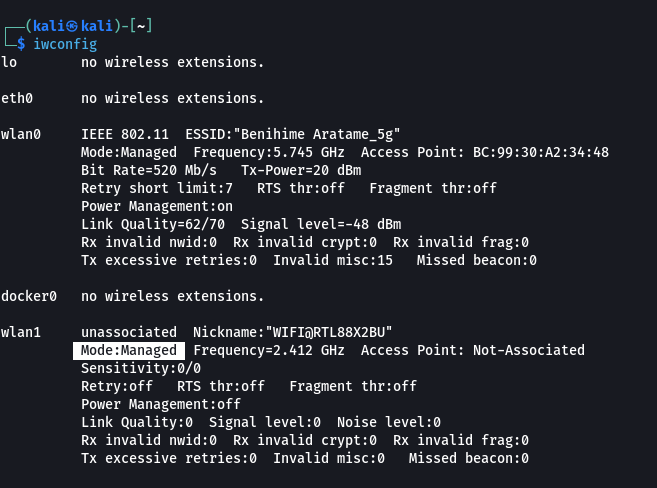 ┌──(kali㉿kali)-[~]
└─$ iwconfig
lo        no wireless extensions.
eth0      no wireless extensions.
wlan0     IEEE 802.11  ESSID:"Benihime Aratame_5g"
          Mode:Managed  Frequency:5.745 GHz  Access Point: BC:99:30:A2:34:48
          Bit Rate=520 Mb/s   Tx-Power=20 dBm
          Retry short limit:7   RTS thr:off   Fragment thr:off
          Power Management:on
          Link Quality=62/70  Signal level=-48 dBm
          Rx invalid nwid:0  Rx invalid crypt:0  Rx invalid frag:0
          Tx excessive retries:0  Invalid misc:15   Missed beacon:0
docker0   no wireless extensions.
wlan1     unassociated  Nickname:"WIFI@RTL88X2BU"
          Mode:Managed  Frequency=2.412 GHz  Access Point: Not-Associated
          Sensitivity:0/0
          Retry:off   RTS thr:off   Fragment thr:off
          Power Management:off
          Link Quality:0  Signal level:0  Noise level:0
          Rx invalid nwid:0  Rx invalid crypt:0  Rx invalid frag:0
          Tx excessive retries:0  Invalid misc:0   Missed beacon:0